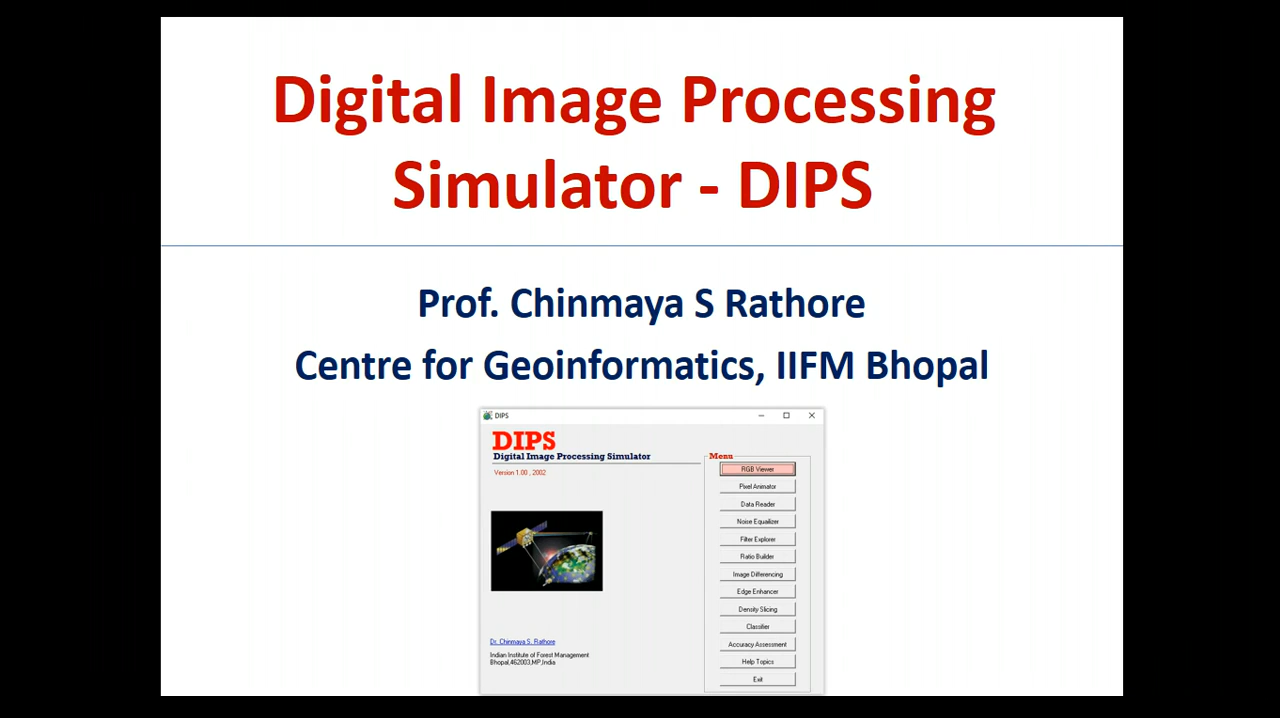 Digital Image Processing
Simulator - DIPS
Prof. Chinmaya S Rathore
Centre for Geoinformatics, IIFM Bhopal
DIPS
DIPS
Digital Image Processing Simulator
Version 1.00 , 2002
Menu
RGB Viewer
Pixel Animator
Data Reader
Noise Equalizer
Filter Explorer
Ratio Builder
Image Differencing
Edge Enhancer
Density Slicing
Classifier
Accuracy Assessment
Help Topics
Exit
Dr. Chinmaya S. Rathore
Indian Institute of Forest Management
Bhopal,462003,MP,India